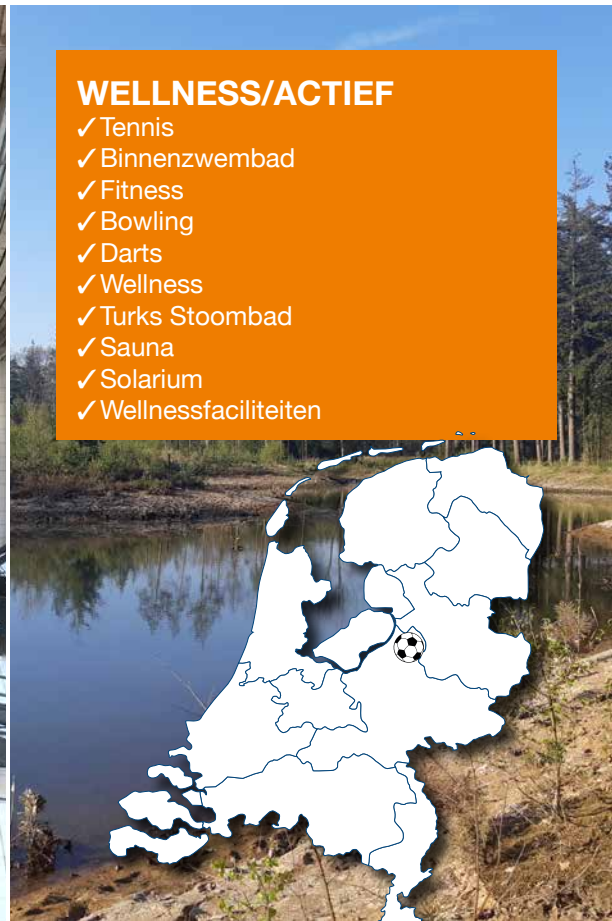 WELLNESS/ACTIEF
✓ Tennis
✓ Binnenzwembad
✓ Fitness
✓ Bowling
✓ Darts
✓ Wellness
✓ Turks Stoombad
✓ Sauna
✓ Solarium
✓ Wellnessfaciliteiten